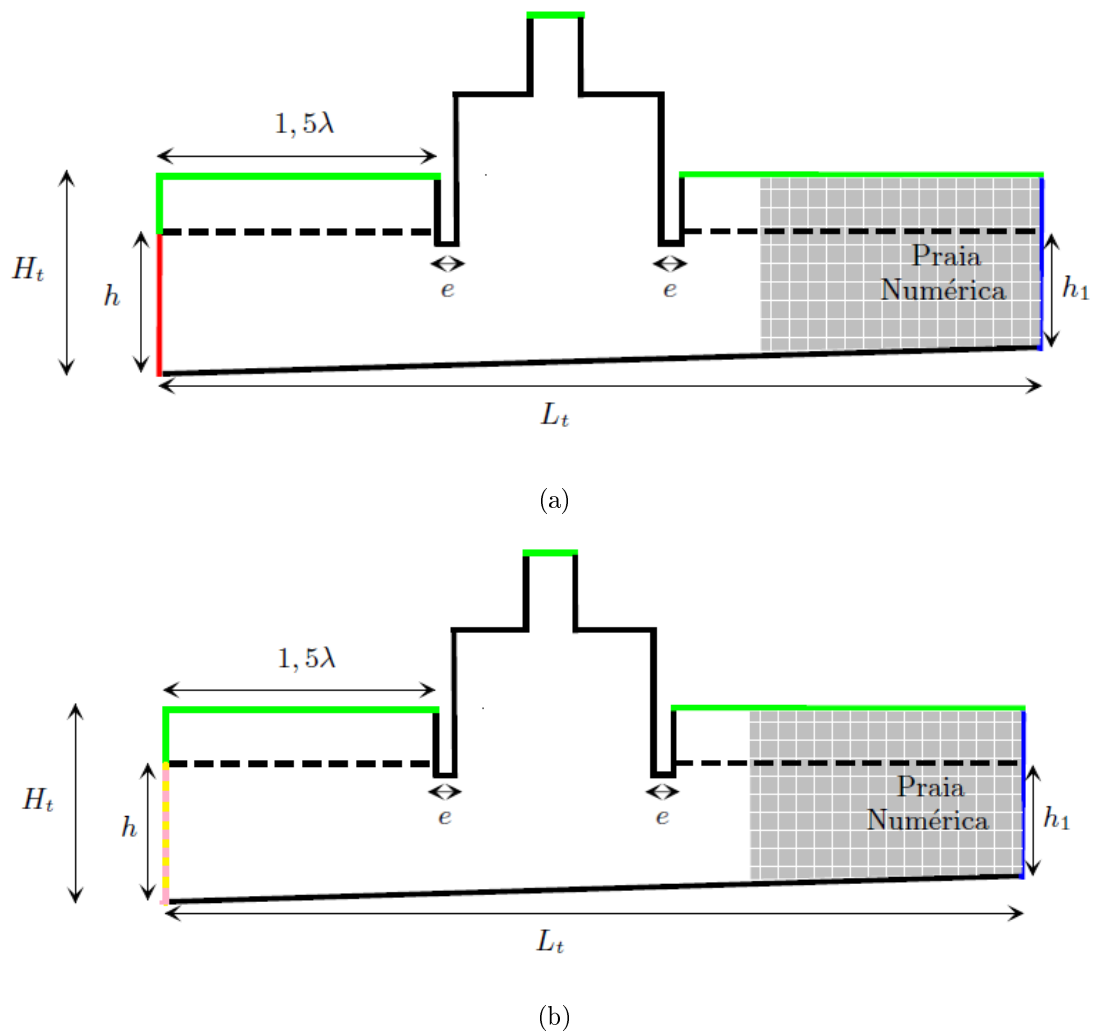 1, 5λ
H_t
h
e
e
Praia
Numérica
h_1
L_t
(a)
1, 5λ
H_t
h
e
e
Praia
Numérica
h_1
L_t
(b)